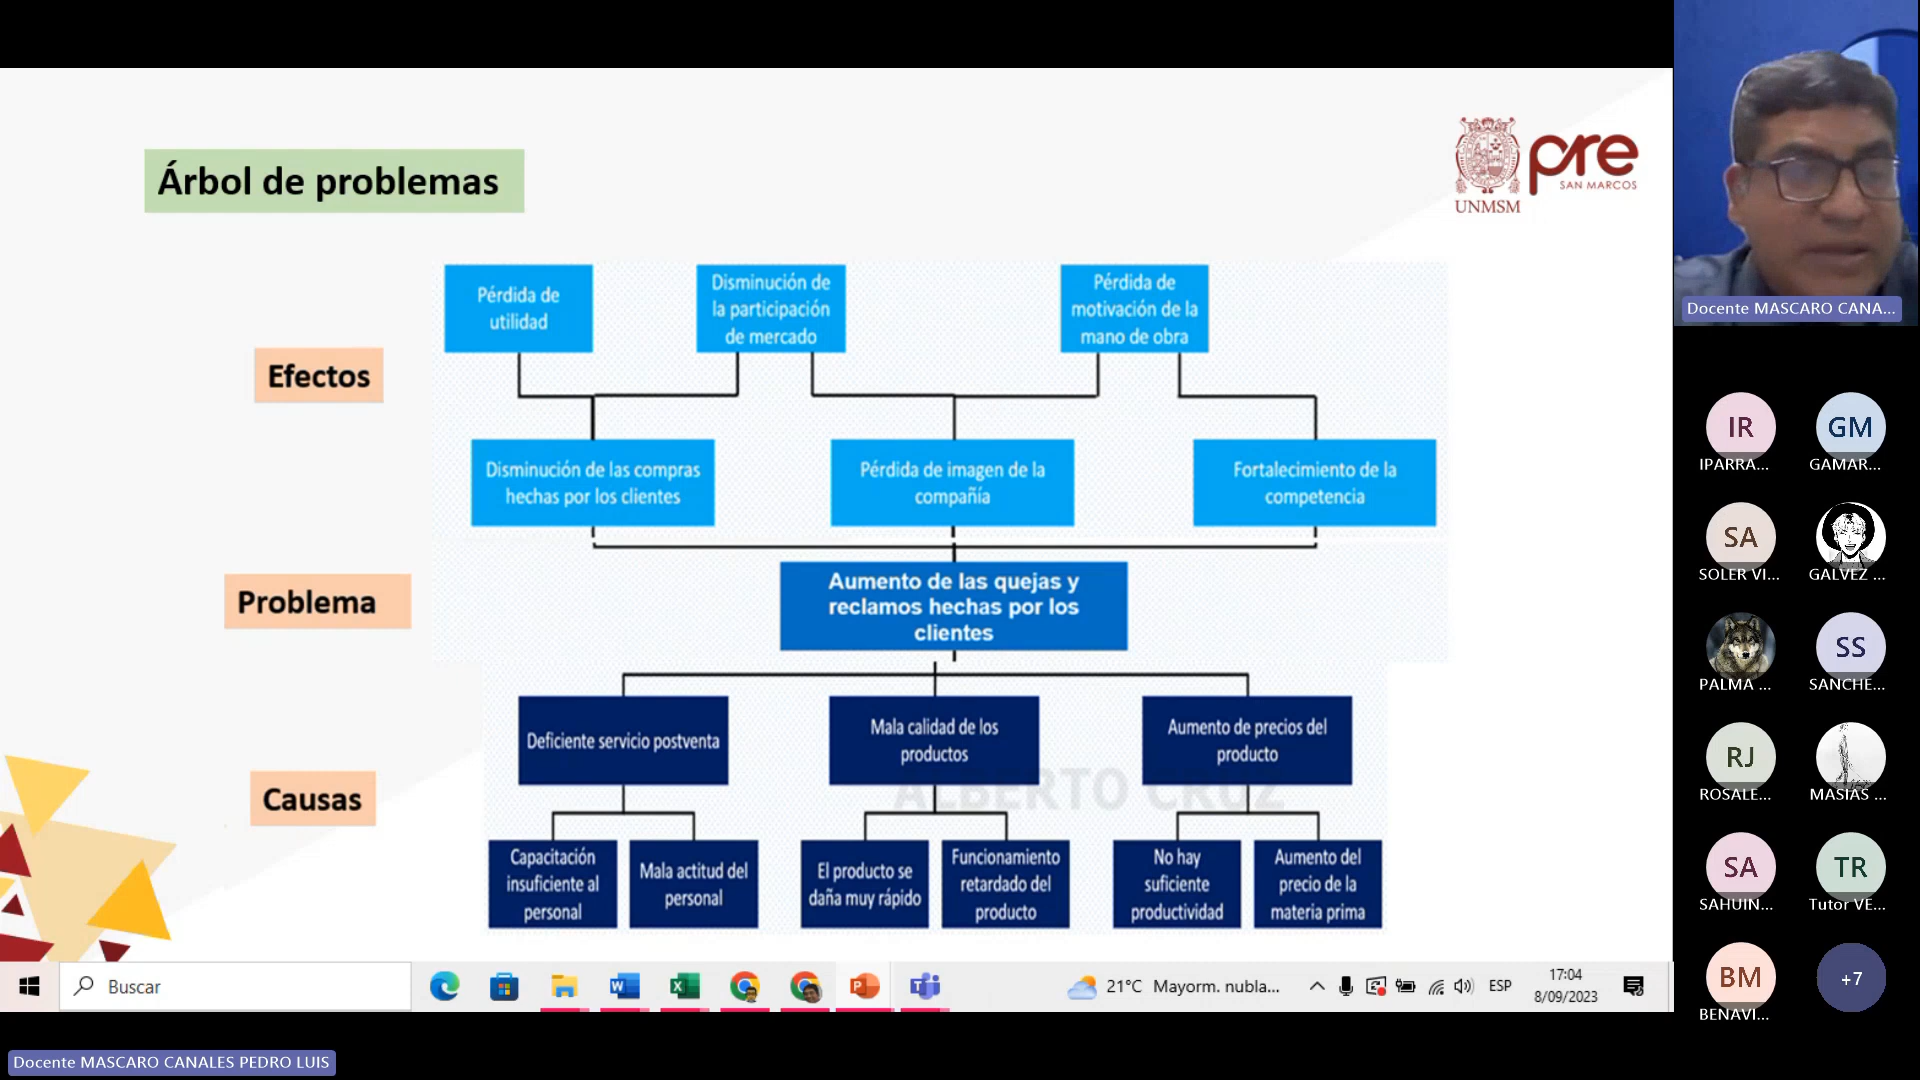 Árbol de problemas
UNMSM
pre
SAN MARCOS
Efectos
Pérdida de
utilidad
Disminución de
la participación
de mercado
Pérdida de
motivación de la
mano de obra
Disminución de las compras
hechas por los clientes
Pérdida de imagen de la
compañía
Fortalecimiento de la
competencia
Problema
Aumento de las quejas y
reclamos hechas por los
clientes
Causas
Deficiente servicio postventa
Mala calidad de los
productos
Aumento de precios del
producto
ALBERTO CRUZ
Capacitación
insuficiente al
personal
Mala actitud del
personal
El producto se
daña muy rápido
Funcionamiento
retardado del
producto
No hay
suficiente
productividad
Aumento del
precio de la
materia prima
Buscar
21°C Mayorm. nubla...
ESP
17:04
8/09/2023
Docente MASCARO CANALES PEDRO LUIS
Docente MASCARO CANA...
IR
IPARRA...
GM
GAMAR...
SA
SOLER VI...
GALVEZ ...
PALMA ...
SS
SANCHE...
RJ
ROSALE...
MASIAS ...
SA
SAHUIN...
TR
Tutor VE...
BM
BENAVI...
+7